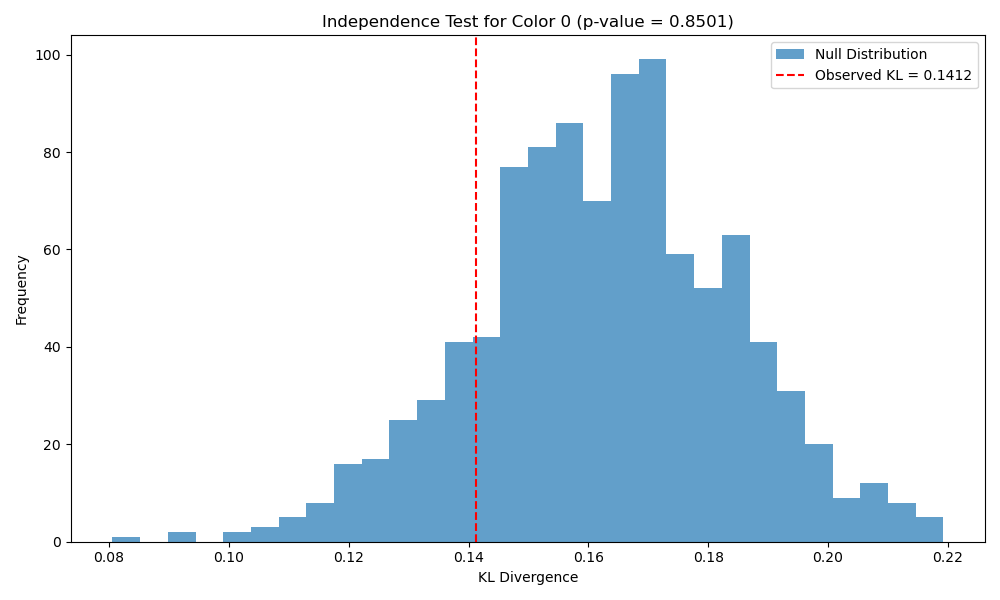 Independence Test for Color 0 (p-value = 0.8501)
Null Distribution
Observed KL = 0.1412
Frequency
100
80
60
40
20
0
0.08 0.10 0.12 0.14 0.16 0.18 0.20 0.22
KL Divergence